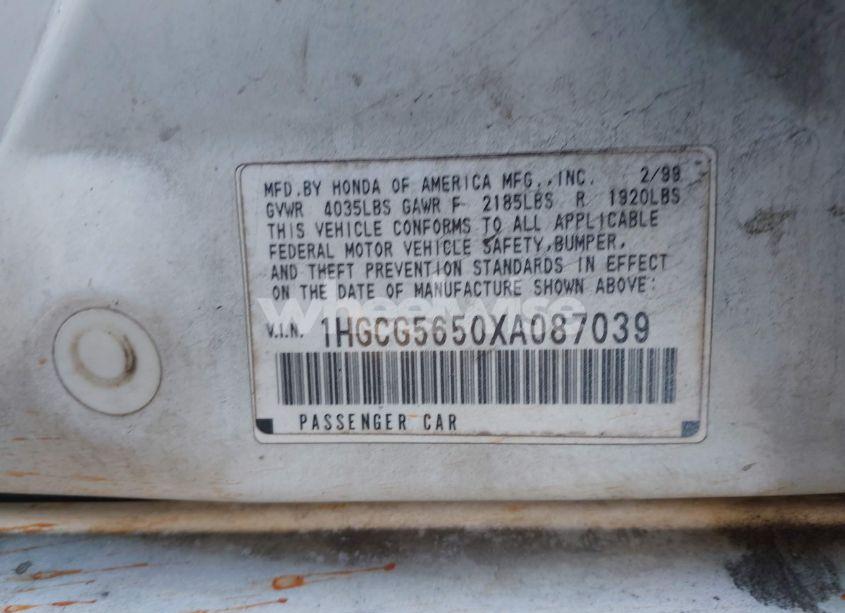 MFD.BY HONDA OF AMERICA MFG.,INC. 2/99
GVWR 4035LBS GAWR F 2185LBS R 1920LBS
THIS VEHICLE CONFORMS TO ALL APPLICABLE
FEDERAL MOTOR VEHICLE SAFETY,BUMPER,
AND THEFT PREVENTION STANDARDS IN EFFECT
ON THE DATE OF MANUFACTURE SHOWN ABOVE:
wheelwise
V.I.N. 1HGCG5650XA087039
PASSENGER CAR